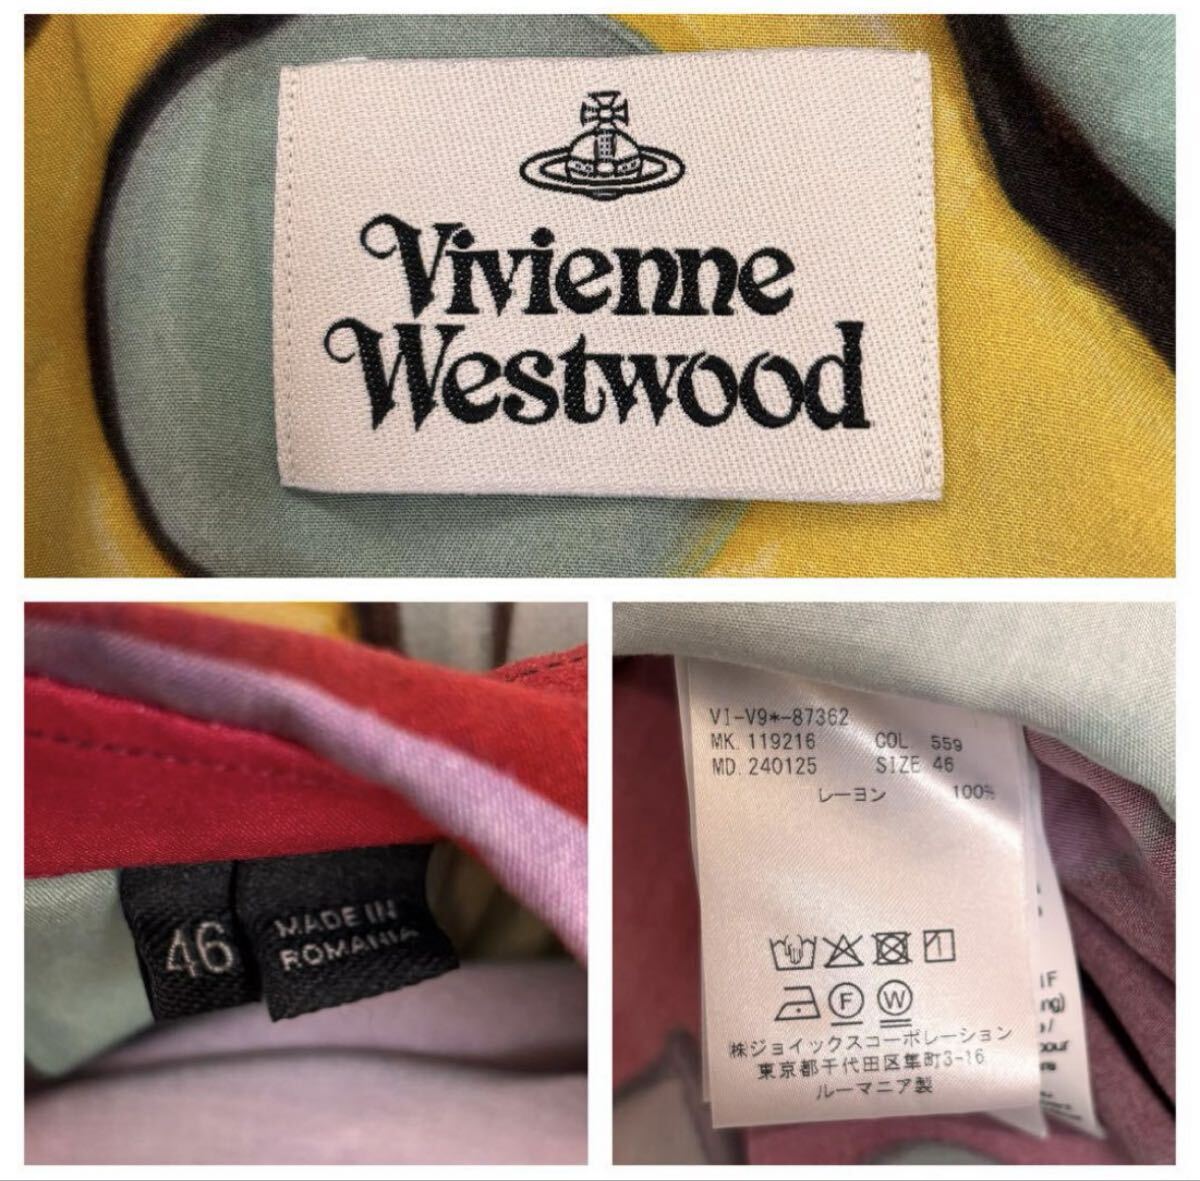 Vivienne
Westwood
46
MADE IN
ROMANIA
VI-V9*-87362
MK. 119216 COL 559
MD. 240125 SIZE 46
レーヨン 100%
F W
㈱ジョイックスコーポレーション
東京都千代田区隼町3-16
ルーマニア製
IF
ng)